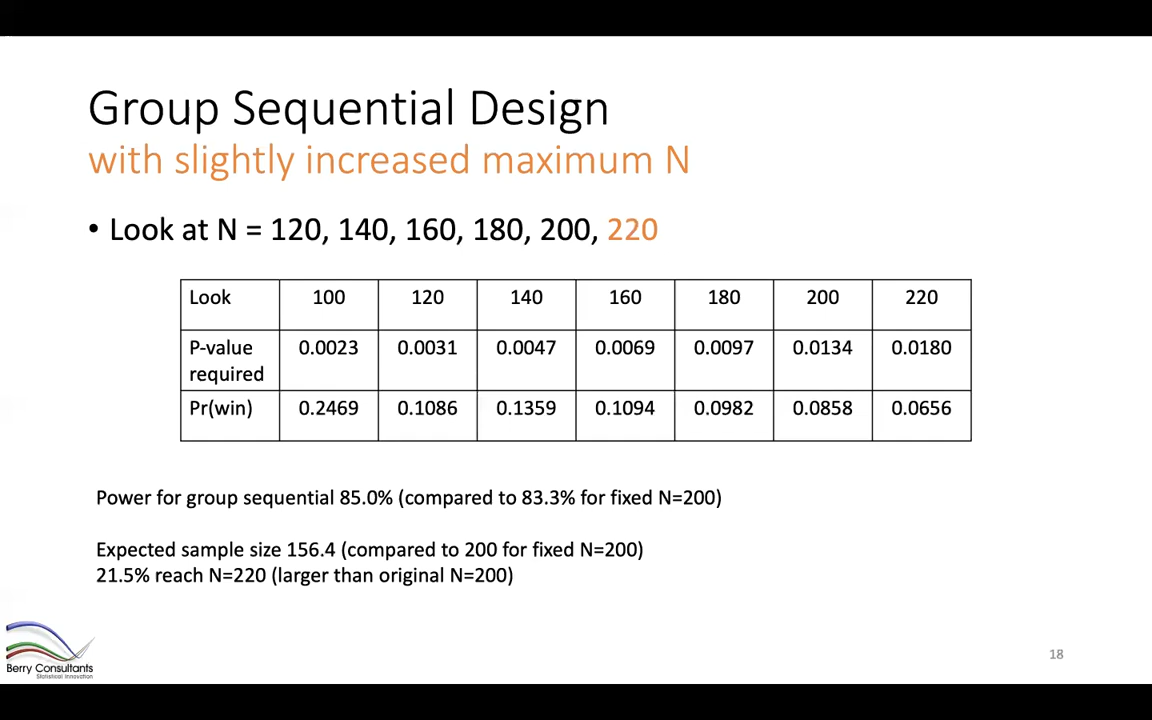 Group Sequential Design
with slightly increased maximum N
• Look at N = 120, 140, 160, 180, 200, 220
Look 100 120 140 160 180 200 220
P-value required 0.0023 0.0031 0.0047 0.0069 0.0097 0.0134 0.0180
Pr(win) 0.2469 0.1086 0.1359 0.1094 0.0982 0.0858 0.0656
Power for group sequential 85.0% (compared to 83.3% for fixed N=200)
Expected sample size 156.4 (compared to 200 for fixed N=200)
21.5% reach N=220 (larger than original N=200)
Berry Consultants
Statistical Innovation
18